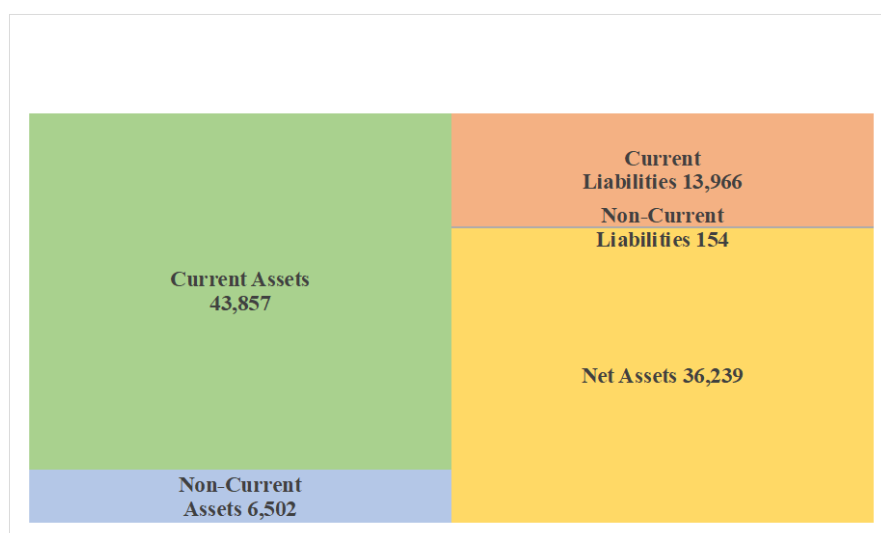 Current Assets
43,857
Non-Current
Assets 6,502
Current
Liabilities 13,966
Non-Current
Liabilities 154
Net Assets 36,239